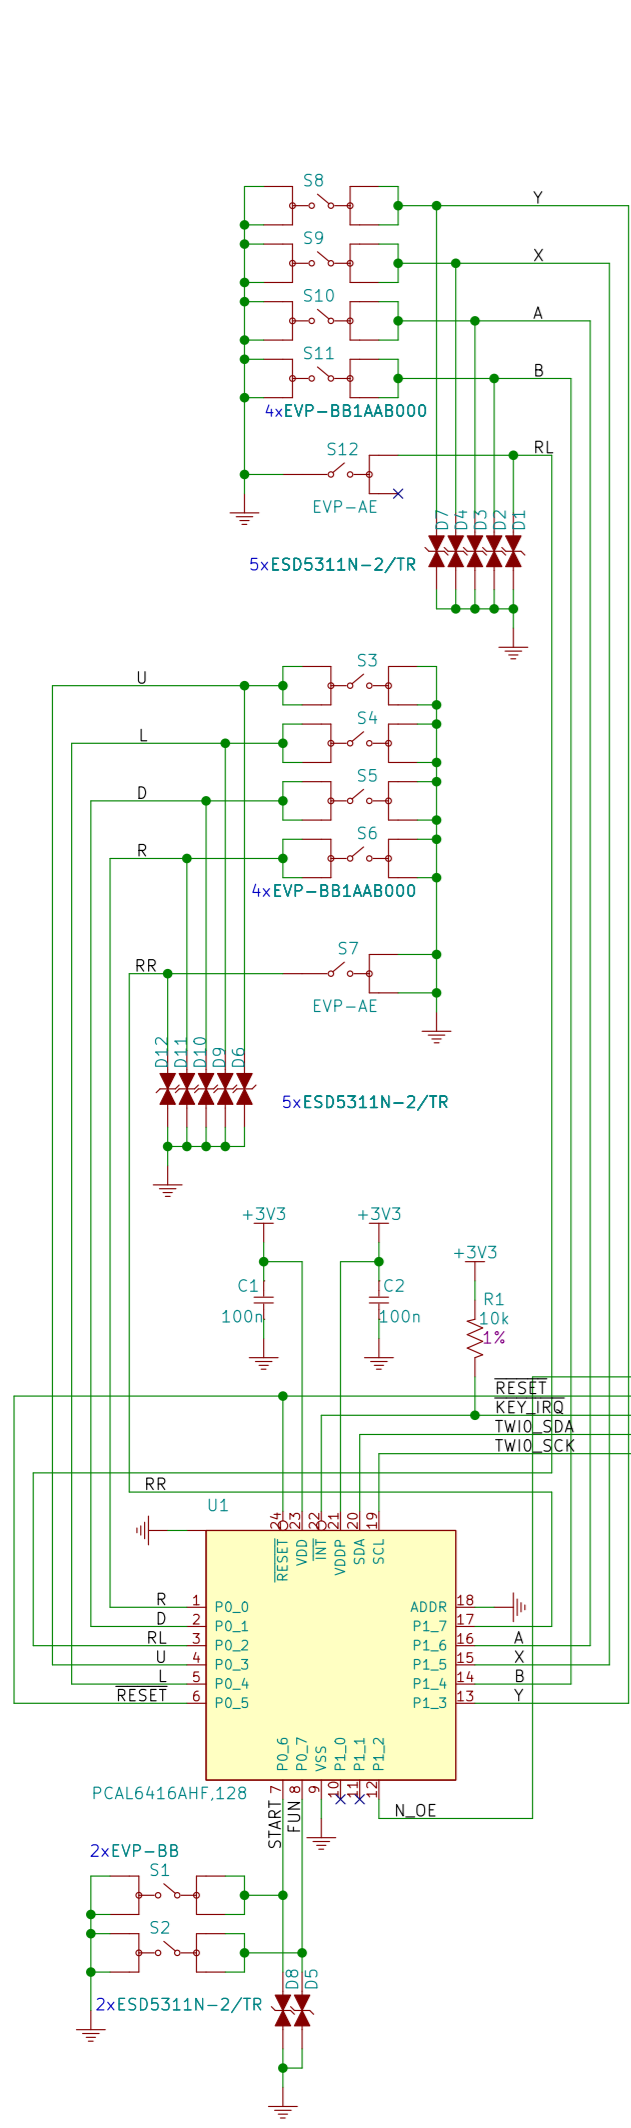 S8
Y
S9
X
S10
A
S11
B
4xEVP-BB1AAB000
S12
RL
EVP-AE
D7 D4 D3 D2 D1
5xESD5311N-2/TR
S3
U
S4
L
S5
D
S6
R
4xEVP-BB1AAB000
S7
RR
EVP-AE
D12 D11 D10 D9 D6
5xESD5311N-2/TR
+3V3 +3V3
+3V3
C1 C2
R1
100n 100n
10k
1%
RESET
KEY_IRQ
TWI0_SDA
TWI0_SCK
RR
U1
24 23 22 21 20 19
RESET VDD INT VDDP SDA SCL
R 1 P0_0 ADDR 18
D 2 P0_1 P1_7 17
RL 3 P0_2 P1_6 16 A
U 4 P0_3 P1_5 15 X
L 5 P0_4 P1_4 14 B
RESET 6 P0_5 P1_3 13 Y
P0_6 P0_7 VSS P1_0 P1_1 P1_2
7 8 9 10 11 12
PCAL6416AHF,128
START FUN
N_OE
2xEVP-BB
S1
S2
D8 D5
2xESD5311N-2/TR